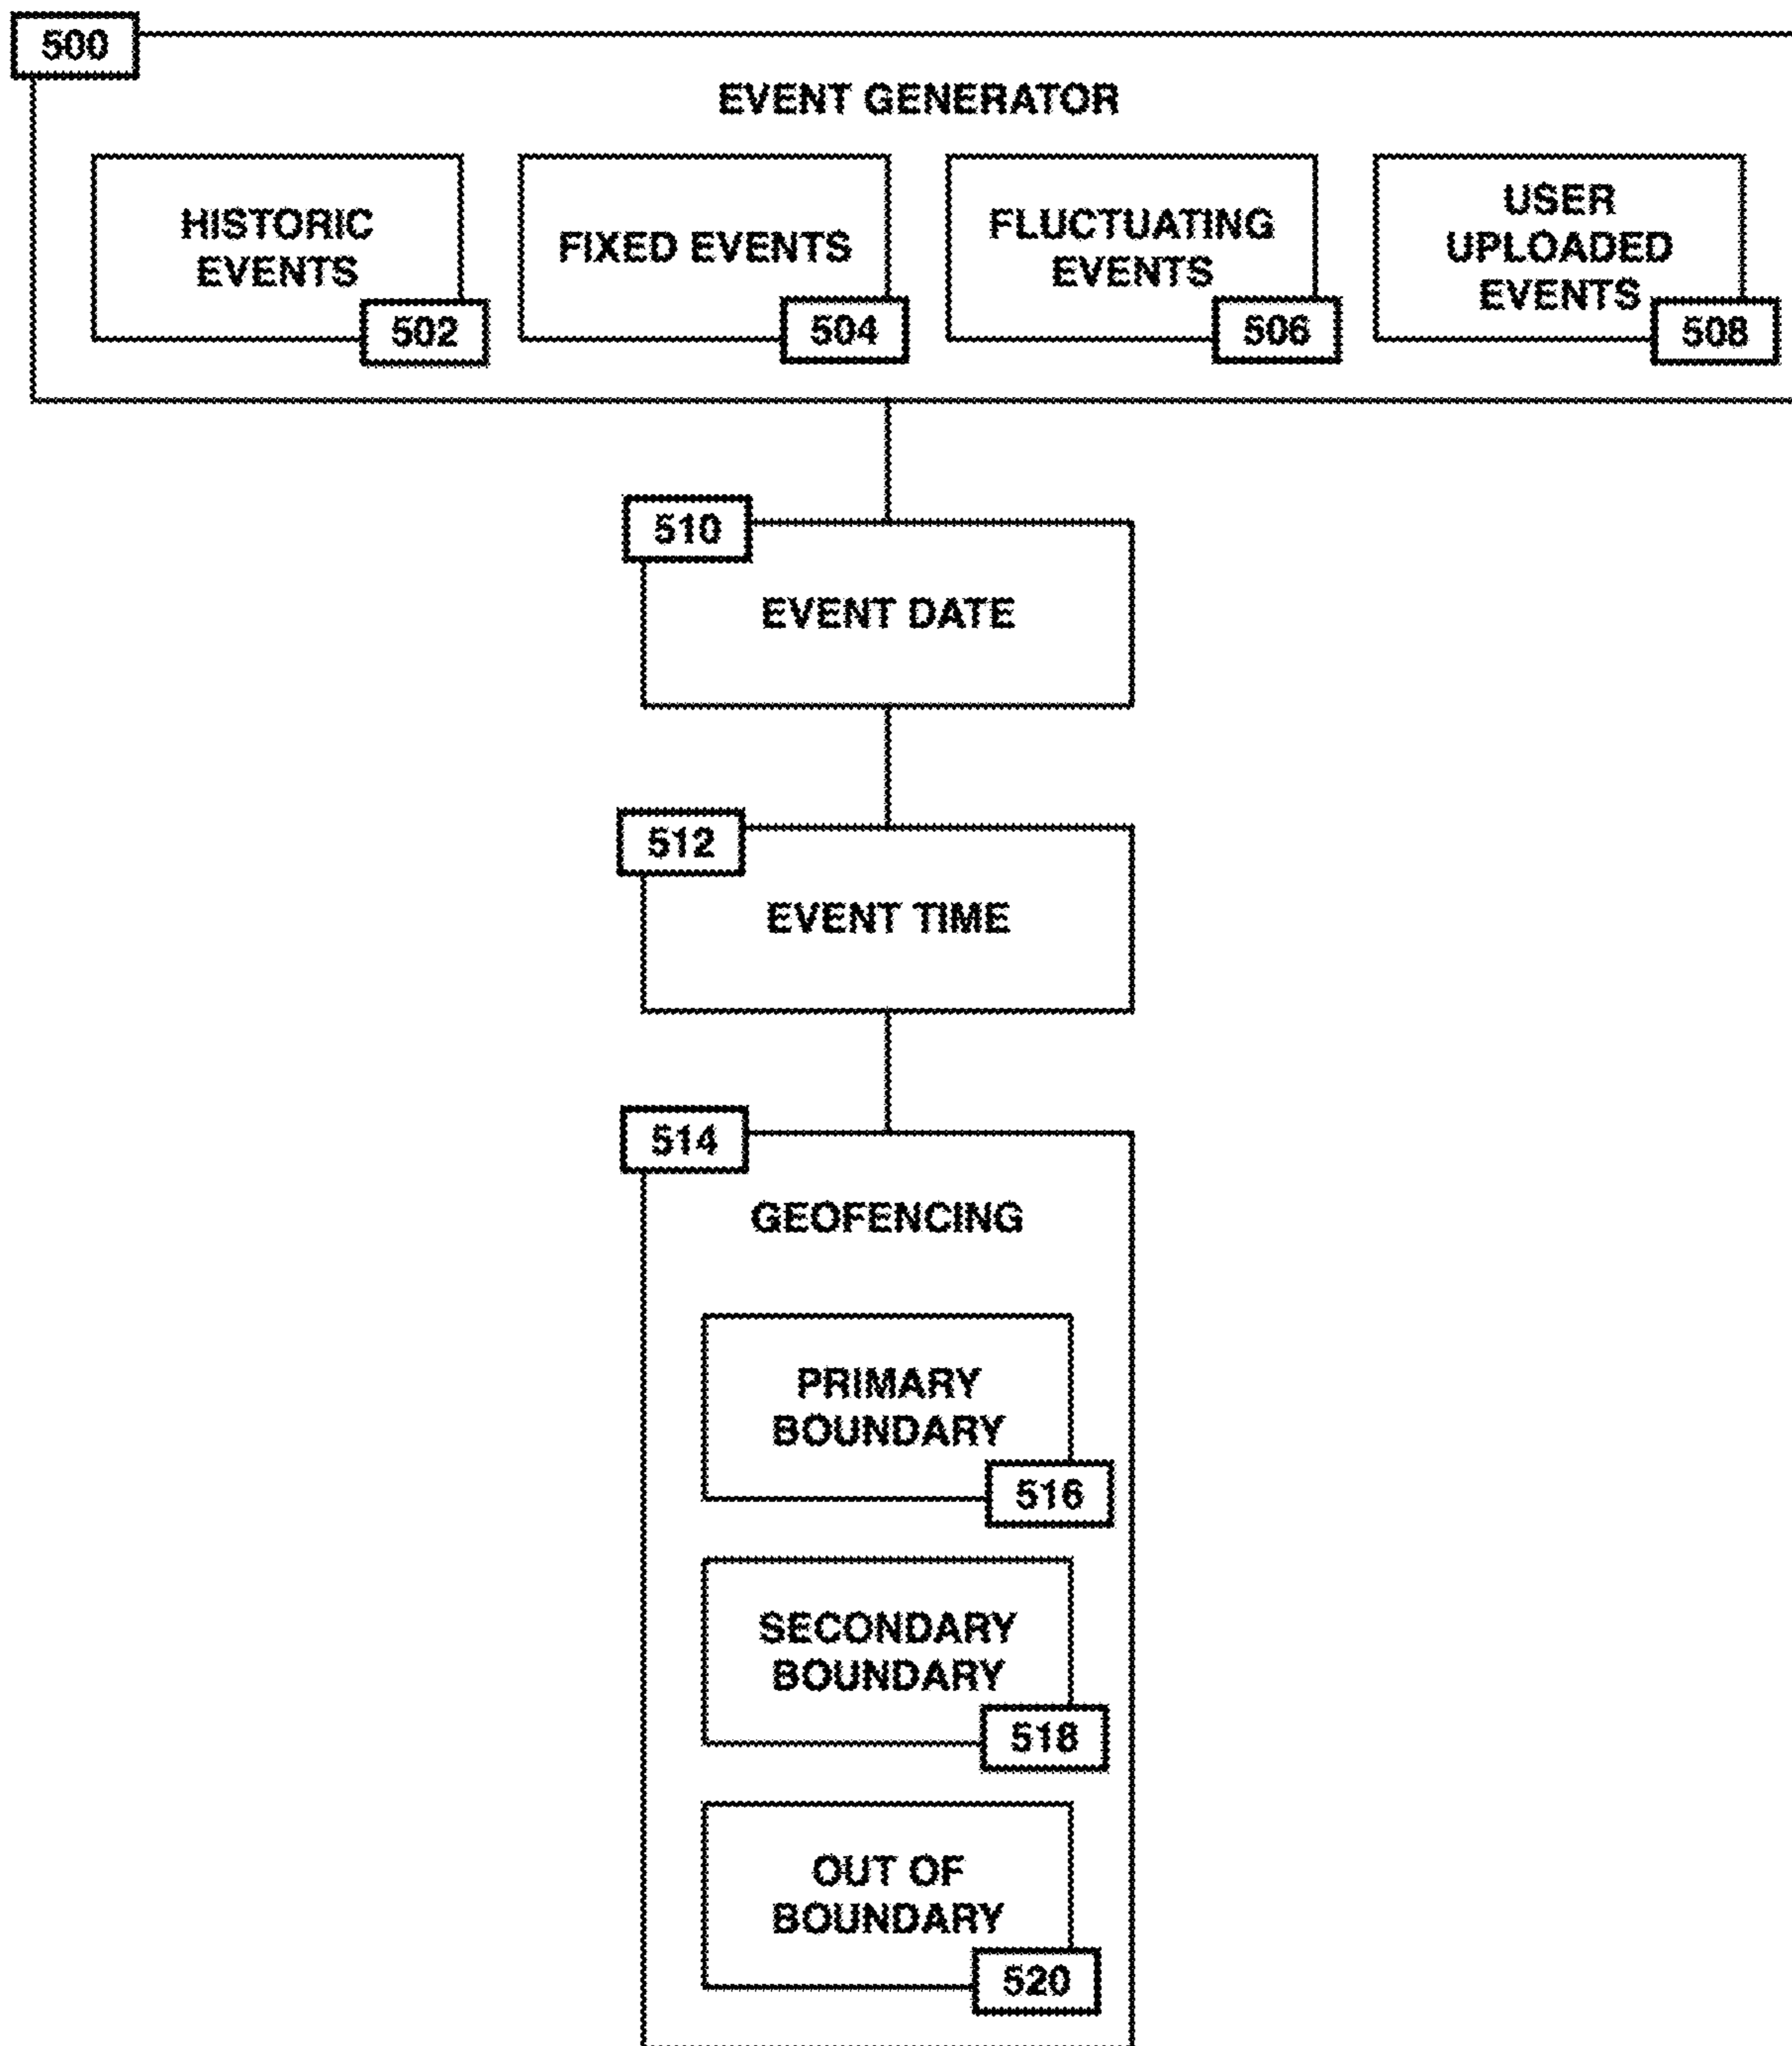 500
EVENT GENERATOR
HISTORIC
EVENTS
502
FIXED EVENTS
504
FLUCTUATING
EVENTS
506
USER
UPLOADED
EVENTS
508
510
EVENT DATE
512
EVENT TIME
514
GEOFENCING
PRIMARY
BOUNDARY
516
SECONDARY
BOUNDARY
518
OUT OF
BOUNDARY
520